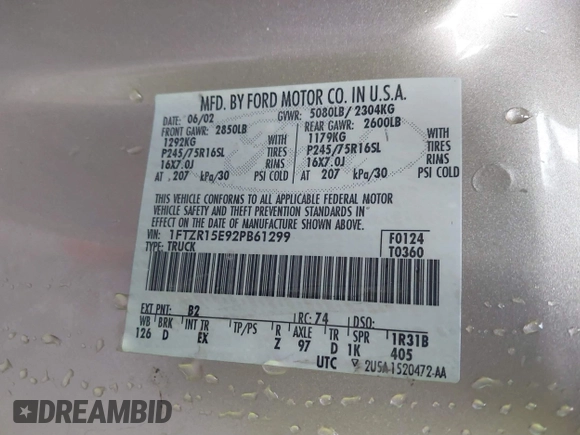 MFD. BY FORD MOTOR CO. IN U.S.A.
DATE: 06/02 GVWR: 5080LB/ 2304KG
FRONT GAWR: 2850LB REAR GAWR: 2600LB
1292KG WITH 1179KG WITH
P245/75R16SL TIRES P245/75R16SL TIRES
16X7.0J RIMS 16X7.0J RIMS
AT 207 kPa/30 PSI COLD AT 207 kPa/30 PSI COLD
THIS VEHICLE CONFORMS TO ALL APPLICABLE FEDERAL MOTOR
VEHICLE SAFETY AND BUMPER STANDARDS IN
EFFECT ON THE DATE OF MANUFACTURE SHOWN ABOVE.
VIN: 1FTZR15E92PB61299 F0124
TYPE: TRUCK T0360
EXT PNT: B2 RC: 74 DSO:
WB BRK INT TR TP/PS R AXLE TR SPR 1R31B
126 D EX Z 97 D 1K 405
UTC ▽ 2U5A-1520472-AA
DREAMBID